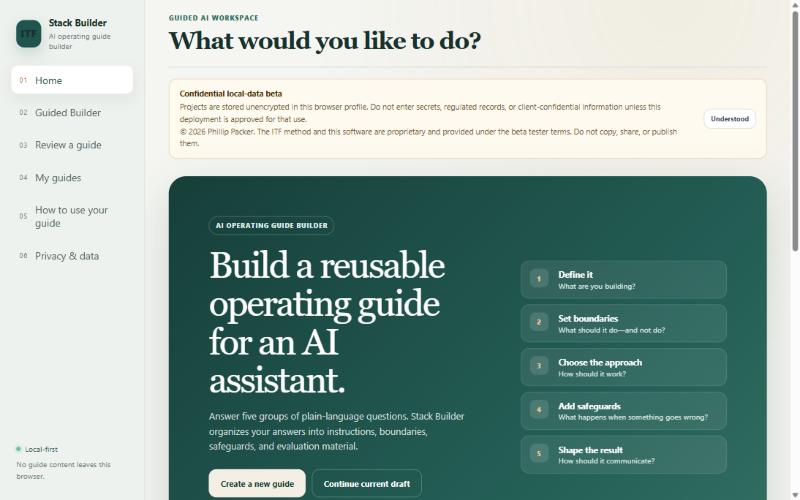 ITF
Stack Builder
AI operating guide
builder
01 Home
02 Guided Builder
03 Review a guide
04 My guides
05 How to use your
guide
06 Privacy & data
Local-first
No guide content leaves this
browser.
GUIDED AI WORKSPACE
What would you like to do?
Confidential local-data beta
Projects are stored unencrypted in this browser profile. Do not enter secrets, regulated records, or client-confidential information unless this
deployment is approved for that use.
© 2026 Phillip Packer. The ITF method and this software are proprietary and provided under the beta tester terms. Do not copy, share, or publish
them.
Understood
AI OPERATING GUIDE BUILDER
Build a reusable
operating guide
for an AI
assistant.
Answer five groups of plain-language questions. Stack Builder
organizes your answers into instructions, boundaries,
safeguards, and evaluation material.
Create a new guide
Continue current draft
1 Define it
What are you building?
2 Set boundaries
What should it do—and not do?
3 Choose the approach
How should it work?
4 Add safeguards
What happens when something goes wrong?
5 Shape the result
How should it communicate?